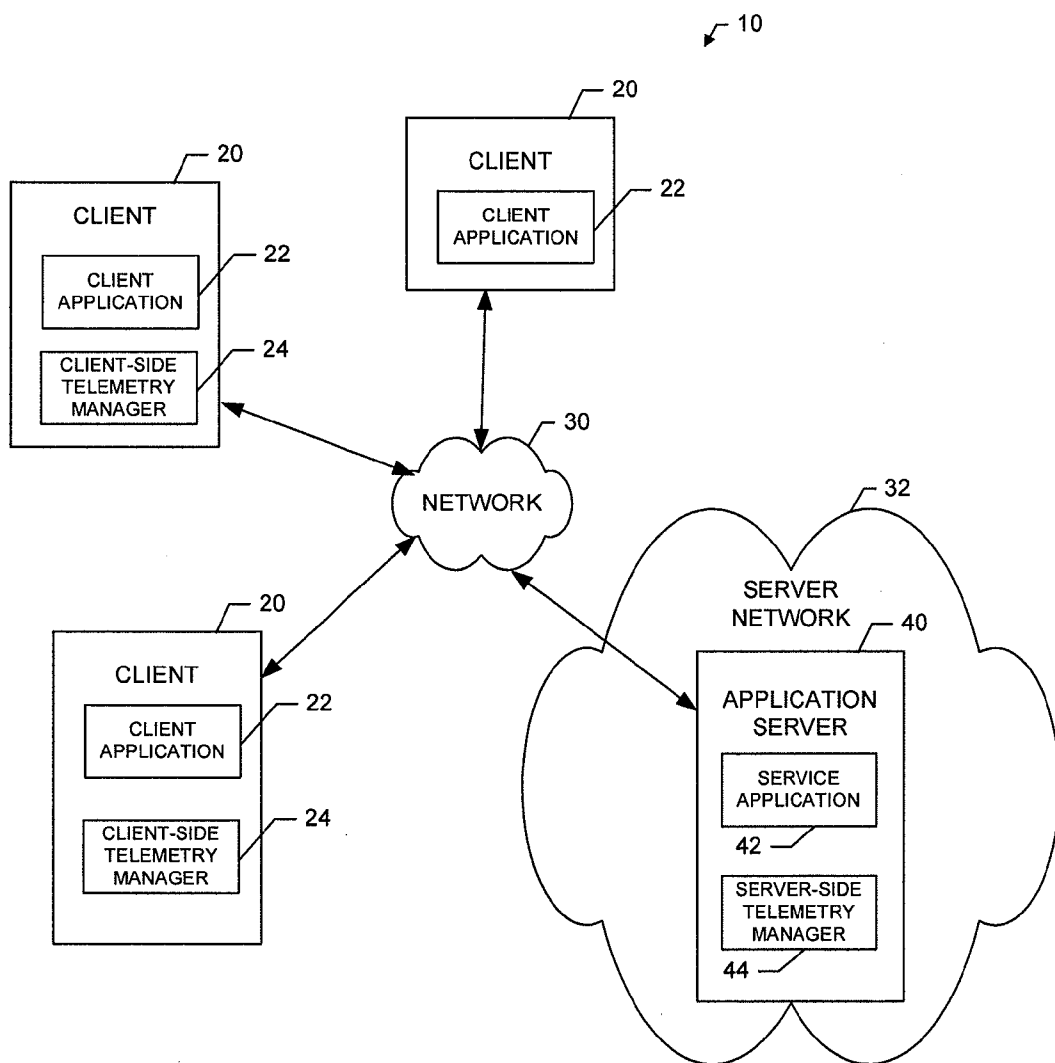 10
20
CLIENT
22
CLIENT
APPLICATION
20
CLIENT
22
CLIENT
APPLICATION
24
CLIENT-SIDE
TELEMETRY
MANAGER
30
NETWORK
32
SERVER
NETWORK
20
CLIENT
22
CLIENT
APPLICATION
24
CLIENT-SIDE
TELEMETRY
MANAGER
40
APPLICATION
SERVER
SERVICE
APPLICATION
42
SERVER-SIDE
TELEMETRY
MANAGER
44